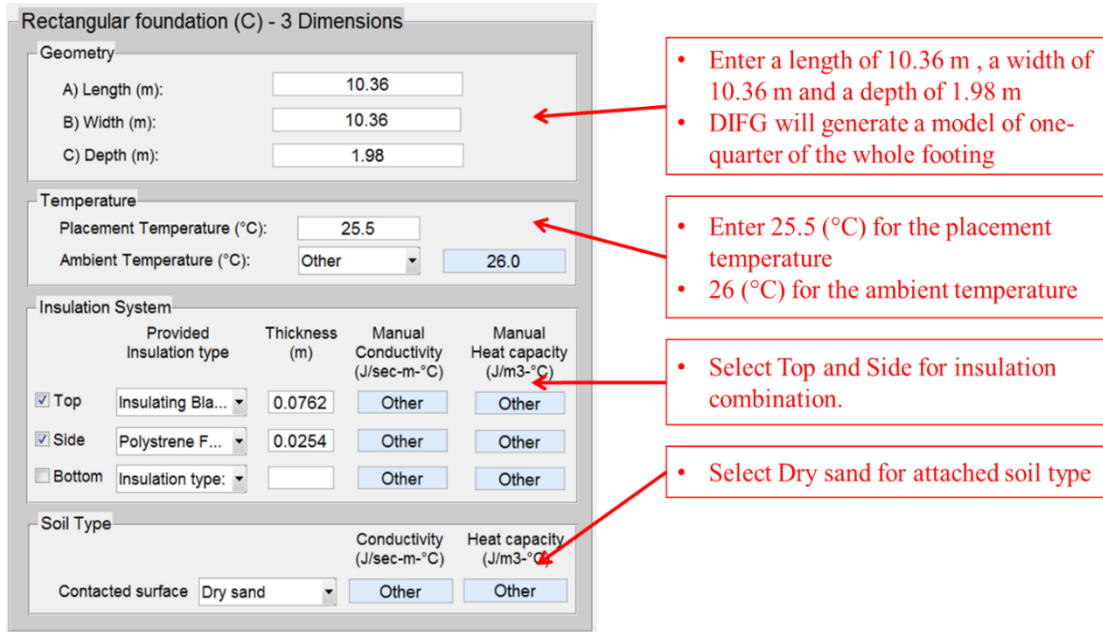 Rectangular foundation (C) - 3 Dimensions
Geometry
A) Length (m): 10.36
B) Width (m): 10.36
C) Depth (m): 1.98
Temperature
Placement Temperature (°C): 25.5
Ambient Temperature (°C): Other 26.0
Insulation System
Provided Thickness Manual Manual
Insulation type (m) Conductivity Heat capacity
(J/sec-m-°C) (J/m3-°C)
Top Insulating Bla... 0.0762 Other Other
Side Polystrene F... 0.0254 Other Other
Bottom Insulation type: Other Other
Soil Type
Conductivity Heat capacity
(J/sec-m-°C) (J/m3-°C)
Contacted surface Dry sand Other Other
• Enter a length of 10.36 m , a width of
10.36 m and a depth of 1.98 m
• DIFG will generate a model of one-
quarter of the whole footing
• Enter 25.5 (°C) for the placement
temperature
• 26 (°C) for the ambient temperature
• Select Top and Side for insulation
combination.
• Select Dry sand for attached soil type